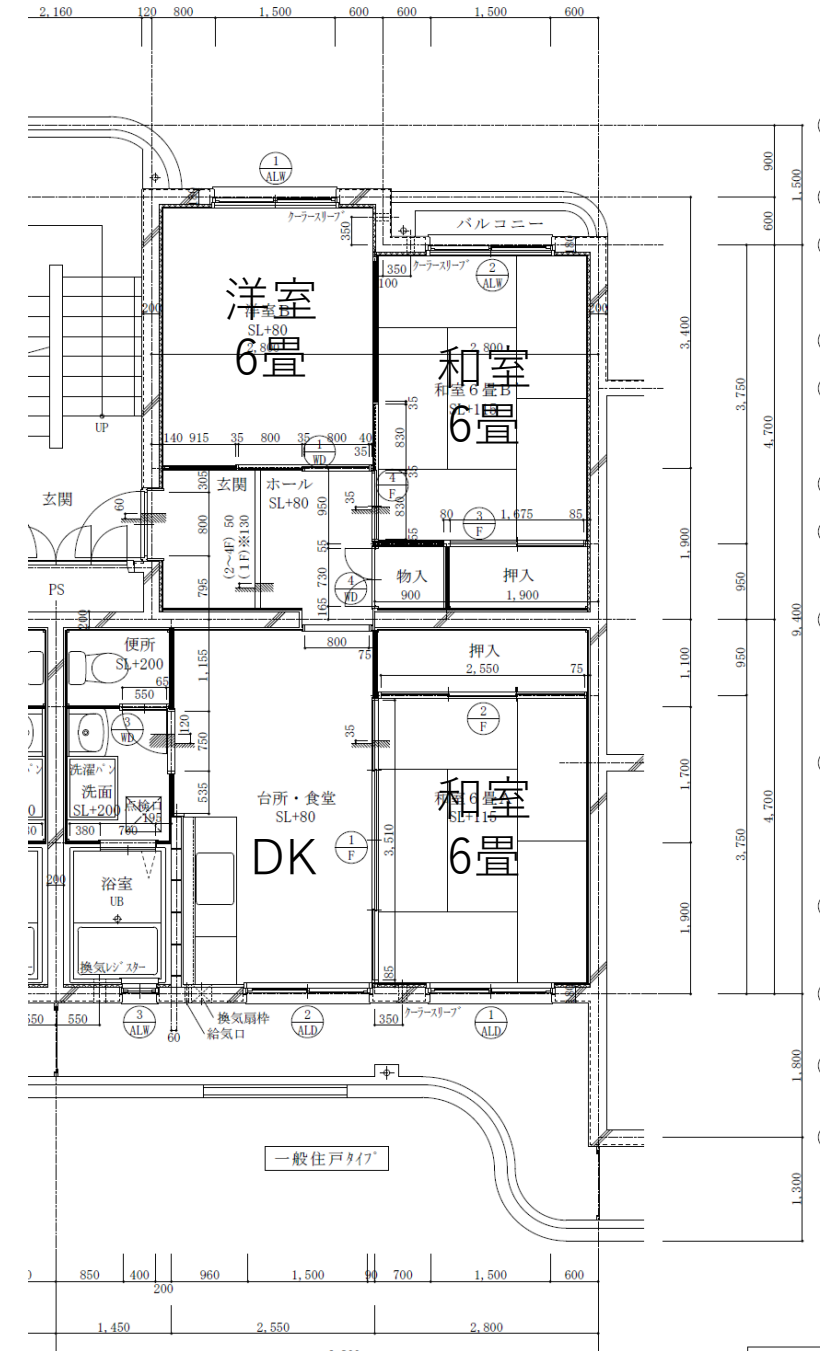 2,160 120 800 1,500 600 600 1,500 600
1
ALW
900
1,500
600
クーラースリーブ
350
バルコニー
180
350
100
クーラースリーブ
2
ALW
洋室
6畳
洋室B
SL+80
2,800
200
200
和室
6畳
和室6畳B
SL+115
2,800
3,400
3,750
4,700
UP
140 915 35 800 35 800 40
35
1
WD
35
830
35
830
55
玄関
60
305
800
795
玄関
ホール
SL+80
950
35
4
F
80 1,675 85
3
F
(2~4F) 50
(1F)※130
55
730
165
4
WD
物入
900
押入
1,900
1,900
950
9,400
PS
200
便所
SL+200
65
550
1,155
800
75
押入
2,550 75
1,100
950
3
WD
120
750
35
2
F
洗濯パン
洗面
SL+200
点検口
195
380 700
535
台所・食堂
SL+80
DK
1
F
3,510
和室
6畳
和室6畳A
SL+115
1,700
3,750
4,700
200
浴室
UB
換気レジスター
85
1,900
550 550
3
ALW
60
換気扇枠
給気口
2
ALD
350
クーラースリーブ
1
ALD
1,800
一般住戸タイプ
1,300
850 400 960 1,500 90 700 1,500 600
200
1,450 2,550 2,800